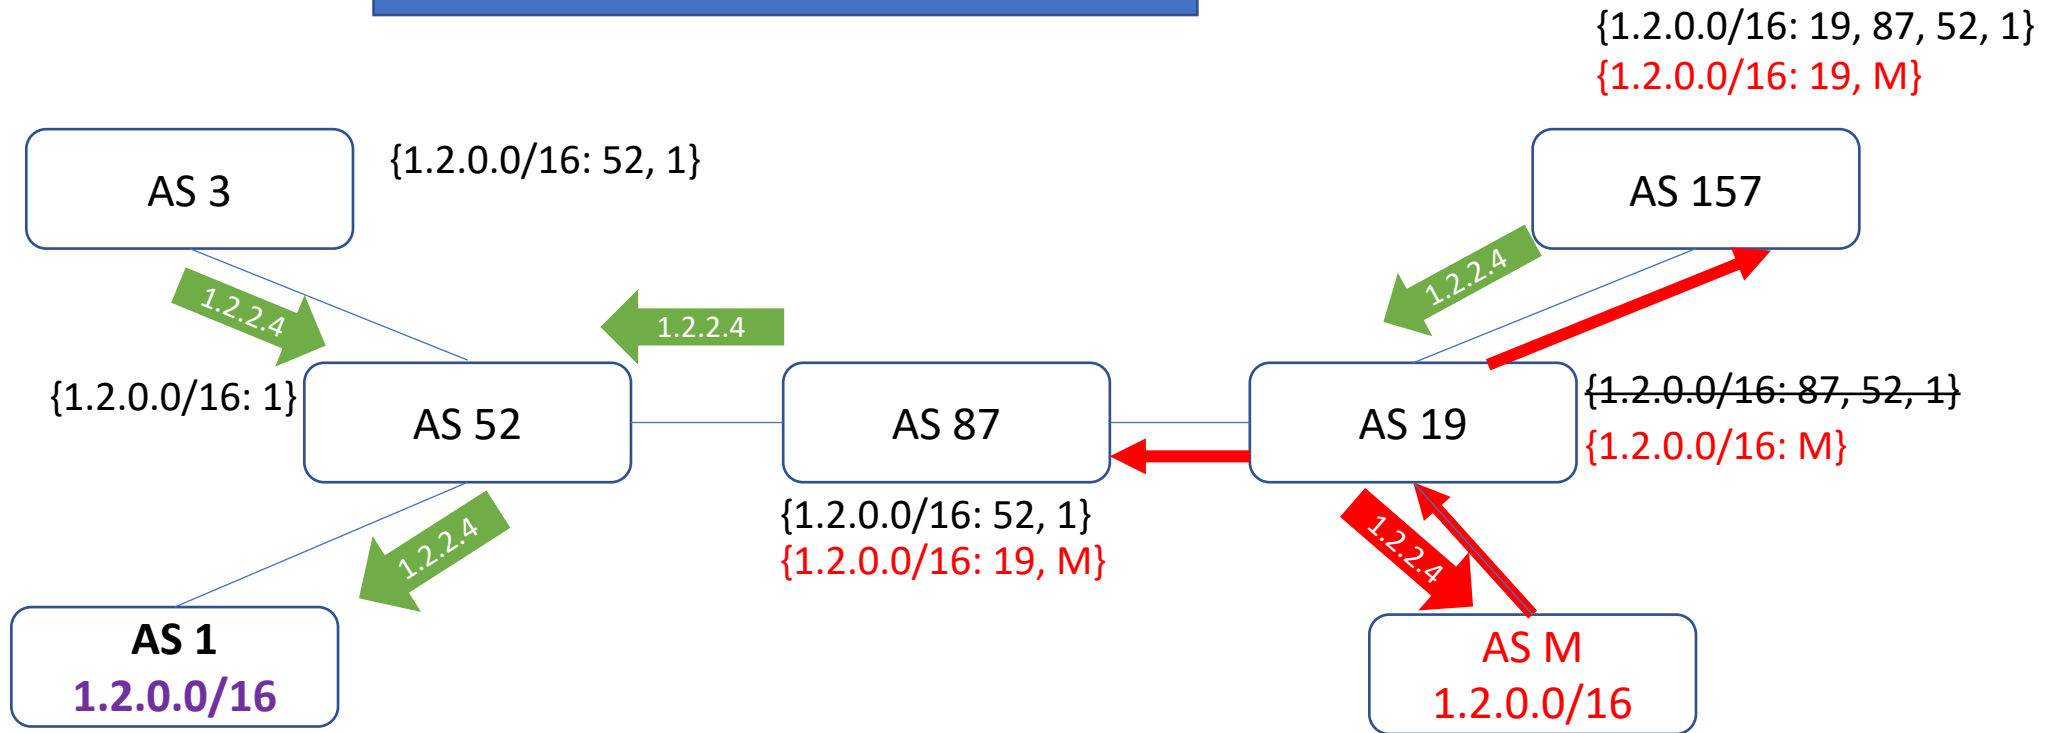 {1.2.0.0/16: 19, 87, 52, 1}
{1.2.0.0/16: 19, M}
AS 3
{1.2.0.0/16: 52, 1}
AS 157
1.2.2.4
1.2.2.4
1.2.2.4
{1.2.0.0/16: 1}
AS 52
AS 87
AS 19
{1.2.0.0/16: 87, 52, 1}
{1.2.0.0/16: M}
{1.2.0.0/16: 52, 1}
{1.2.0.0/16: 19, M}
1.2.2.4
1.2.2.4
AS 1
1.2.0.0/16
AS M
1.2.0.0/16